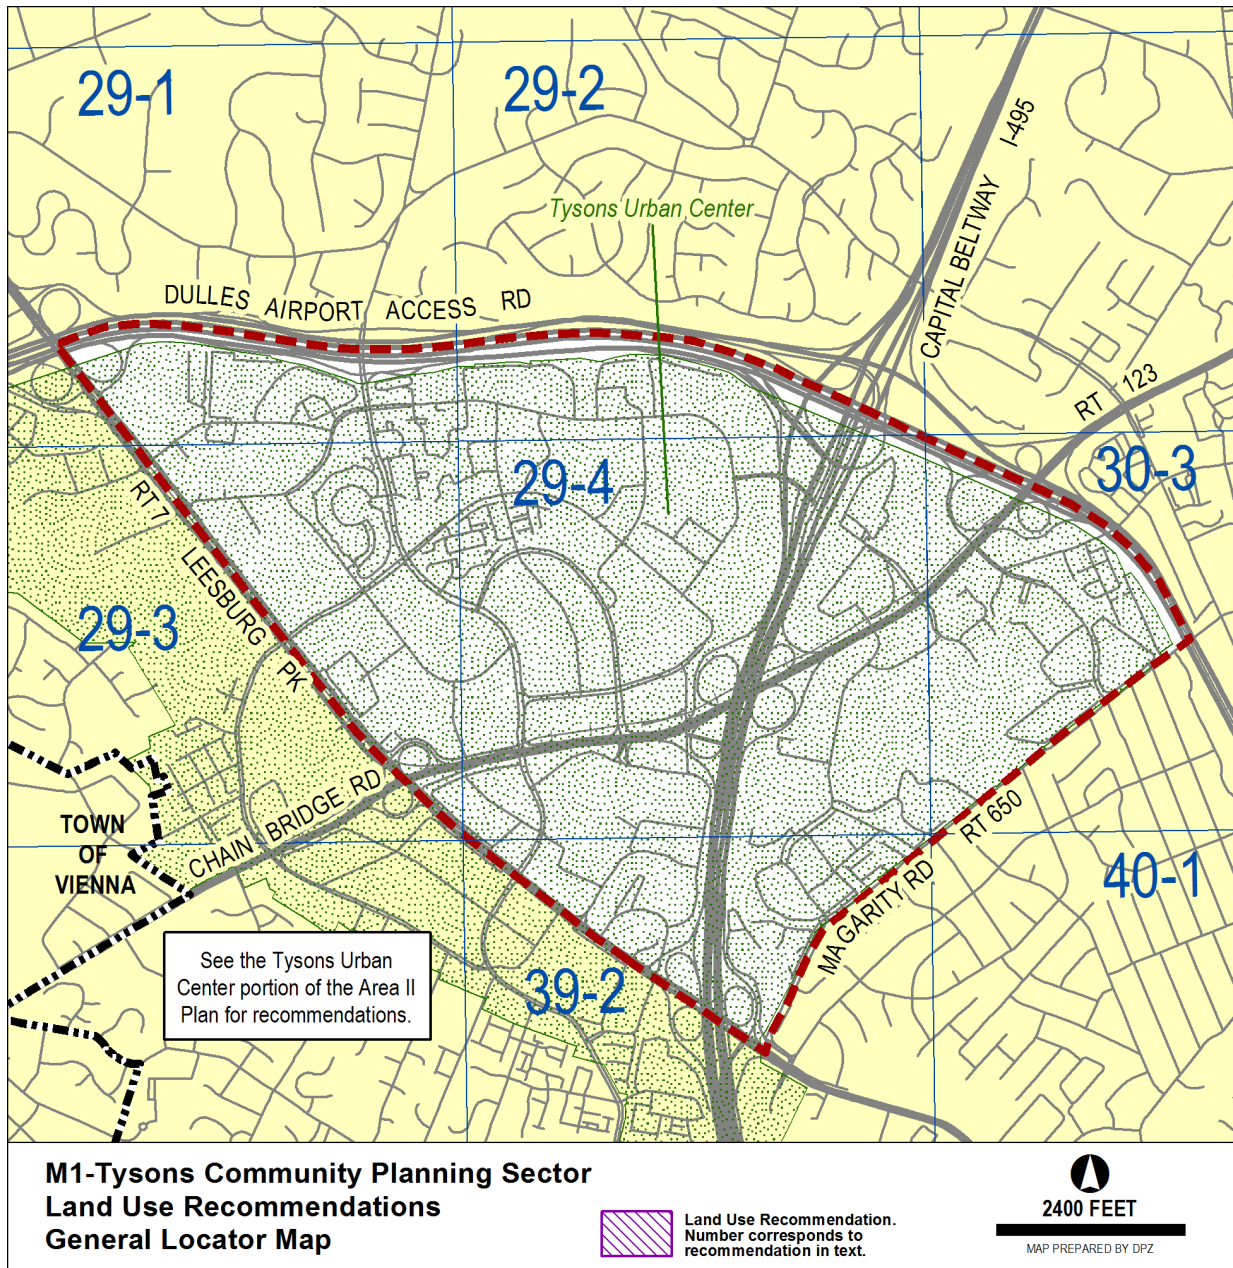 29-1
29-2
I-495
Tysons Urban Center
CAPITAL BELTWAY
DULLES AIRPORT ACCESS RD
RT 123
29-4
30-3
RT 7
LEESBURG PK
29-3
CHAIN BRIDGE RD
TOWN
OF
VIENNA
RT 650
MAGARITY RD
40-1
39-2
See the Tysons Urban
Center portion of the Area II
Plan for recommendations.
M1-Tysons Community Planning Sector
Land Use Recommendations
General Locator Map
Land Use Recommendation.
Number corresponds to
recommendation in text.
2400 FEET
MAP PREPARED BY DPZ